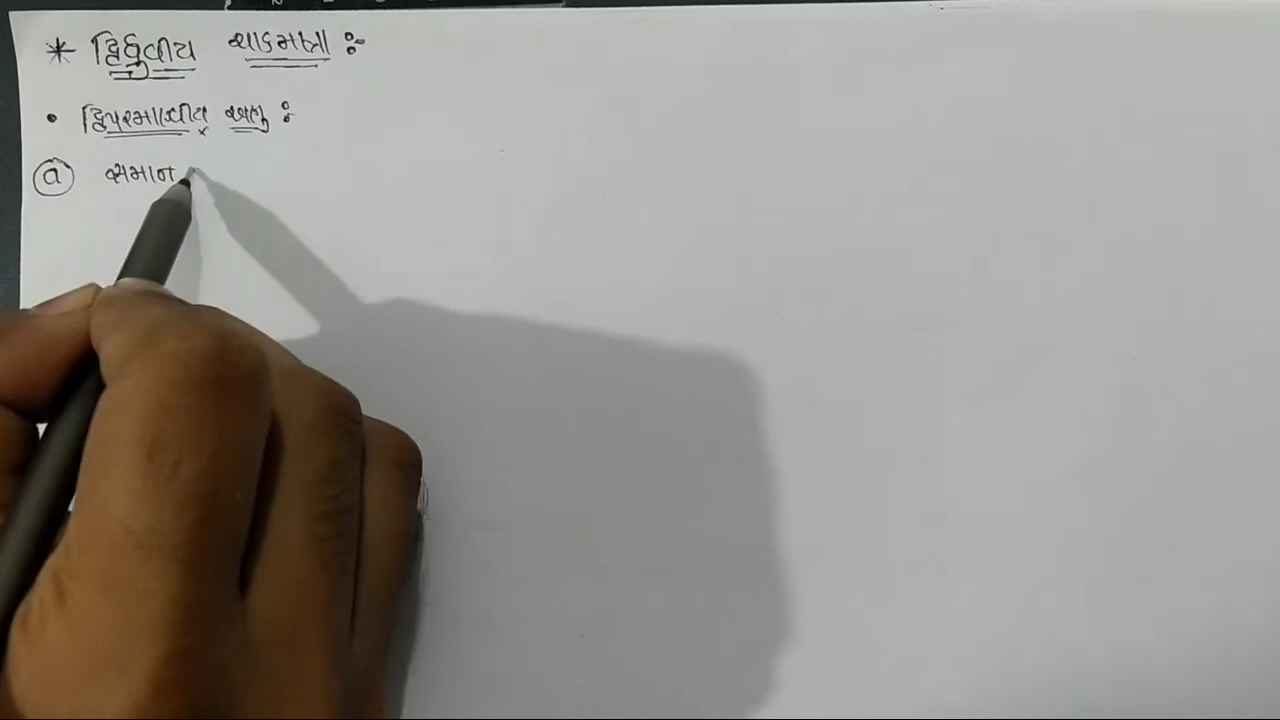 * દ્વિધ્રુવીય ચાકમાત્રા :-
• દ્વિપરમાણ્વીય અણુ :
(a) સમાન